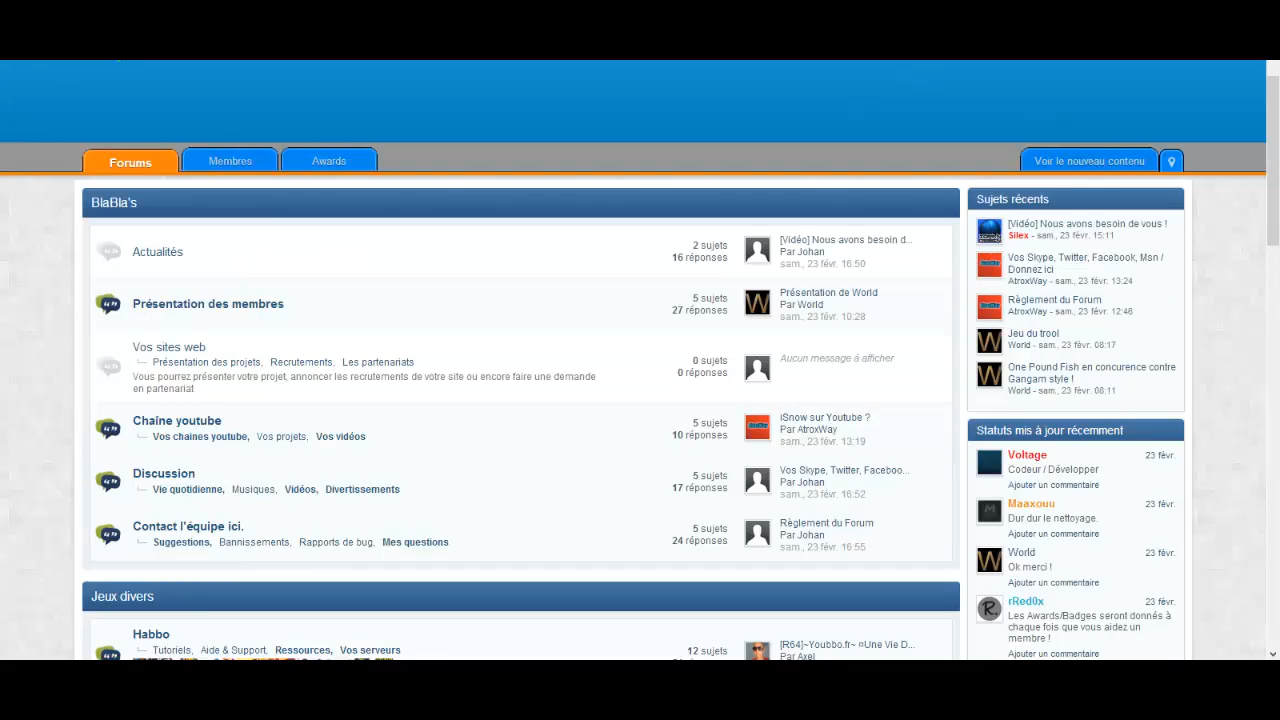 Forums
Membres
Awards
Voir le nouveau contenu
BlaBla's
Actualités
2 sujets
16 réponses
[Vidéo] Nous avons besoin d...
Par Johan
sam., 23 févr. 16:50
Présentation des membres
5 sujets
27 réponses
Présentation de World
Par World
sam., 23 févr. 10:28
Vos sites web
Présentation des projets, Recrutements, Les partenariats
Vous pourrez présenter votre projet, annoncer les recrutements de votre site ou encore faire une demande
en partenariat
0 sujets
0 réponses
Aucun message à afficher
Chaîne youtube
Vos chaines youtube, Vos projets, Vos vidéos
5 sujets
10 réponses
iSnow sur Youtube ?
Par AtroxWay
sam., 23 févr. 13:19
Discussion
Vie quotidienne, Musiques, Vidéos, Divertissements
5 sujets
17 réponses
Vos Skype, Twitter, Faceboo...
Par Johan
sam., 23 févr. 16:52
Contact l'équipe ici.
Suggestions, Bannissements, Rapports de bug, Mes questions
5 sujets
24 réponses
Règlement du Forum
Par Johan
sam., 23 févr. 16:55
Jeux divers
Habbo
Tutoriels, Aide & Support, Ressources, Vos serveurs
12 sujets
[R64]~Youbbo.fr~ ¤Une Vie D...
Par Axel
Sujets récents
[Vidéo] Nous avons besoin de vous !
Silex - sam., 23 févr. 15:11
Vos Skype, Twitter, Facebook, Msn /
Donnez ici
AtroxWay - sam., 23 févr. 13:24
Règlement du Forum
AtroxWay - sam., 23 févr. 12:46
Jeu du trool
World - sam., 23 févr. 08:17
One Pound Fish en concurence contre
Gangam style !
World - sam., 23 févr. 08:11
Statuts mis à jour récemment
Voltage 23 févr.
Codeur / Développer
Ajouter un commentaire
Maaxouu 23 févr.
Dur dur le nettoyage.
Ajouter un commentaire
World 23 févr.
Ok merci !
Ajouter un commentaire
rRed0x 23 févr.
Les Awards/Badges seront donnés à
chaque fois que vous aidez un
membre !
Ajouter un commentaire